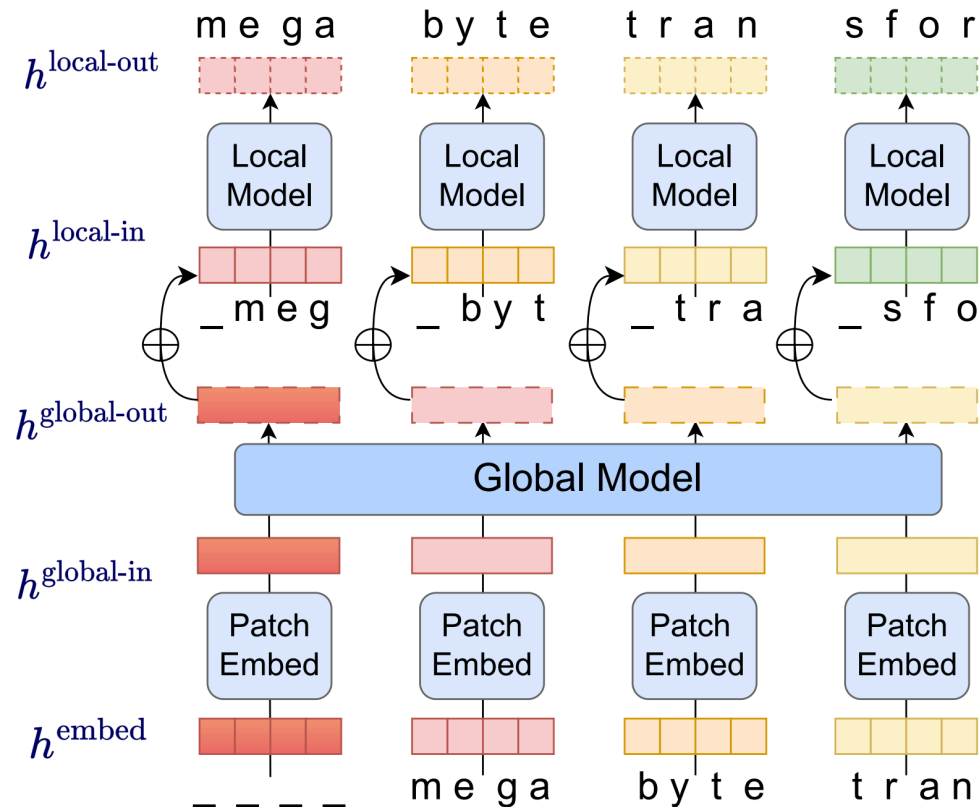 m e g a b y t e t r a n s f o r
h^local-out
Local Model Local Model Local Model Local Model
h^local-in
_ m e g _ b y t _ t r a _ s f o
h^global-out
Global Model
h^global-in
Patch Embed Patch Embed Patch Embed Patch Embed
h^embed
_ _ _ _ m e g a b y t e t r a n